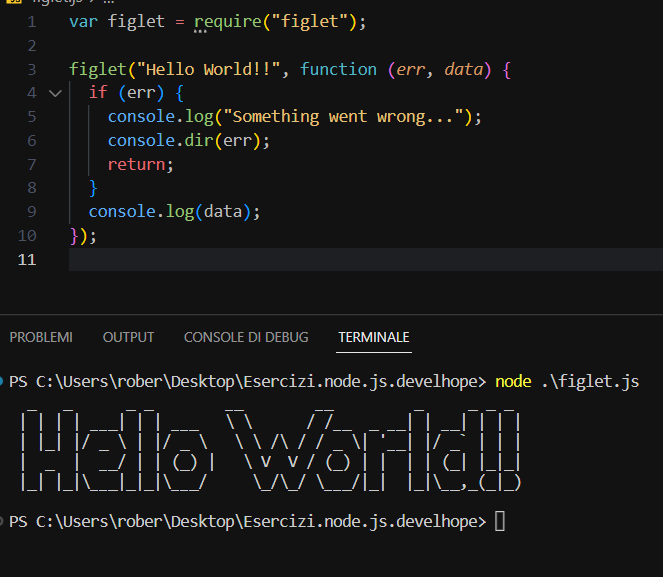 figlet.js > ...
1 var figlet = require("figlet");
2
3 figlet("Hello World!!", function (err, data) {
4 if (err) {
5 console.log("Something went wrong...");
6 console.dir(err);
7 return;
8 }
9 console.log(data);
10 });
11
PROBLEMI OUTPUT CONSOLE DI DEBUG TERMINALE
PS C:\Users\rober\Desktop\Esercizi.node.js.develhope> node .\figlet.js
  _   _      _ _        __        __         _     _ _ _
 | | | | ___| | | ___   \ \      / /__  _ __| | __| | | |
 | |_| |/ _ \ | |/ _ \   \ \ /\ / / _ \| '__| |/ _` | | |
 |  _  |  __/ | | (_) |   \ V  V / (_) | |  | | (_| |_|_|
 |_| |_|\___|_|_|\___/     \_/\_/ \___/|_|  |_|\__,_(_|_)
PS C:\Users\rober\Desktop\Esercizi.node.js.develhope>